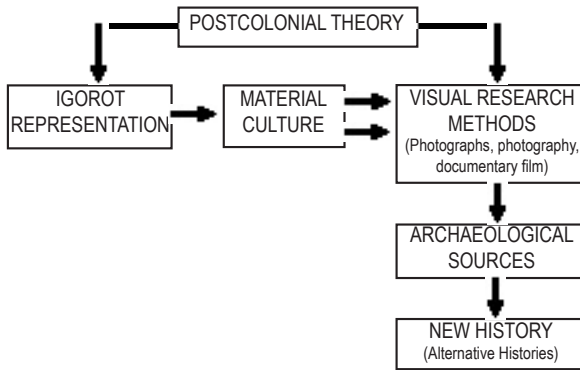 POSTCOLONIAL THEORY
IGOROT
REPRESENTATION
MATERIAL
CULTURE
VISUAL RESEARCH
METHODS
(Photographs, photography,
documentary film)
ARCHAEOLOGICAL
SOURCES
NEW HISTORY
(Alternative Histories)